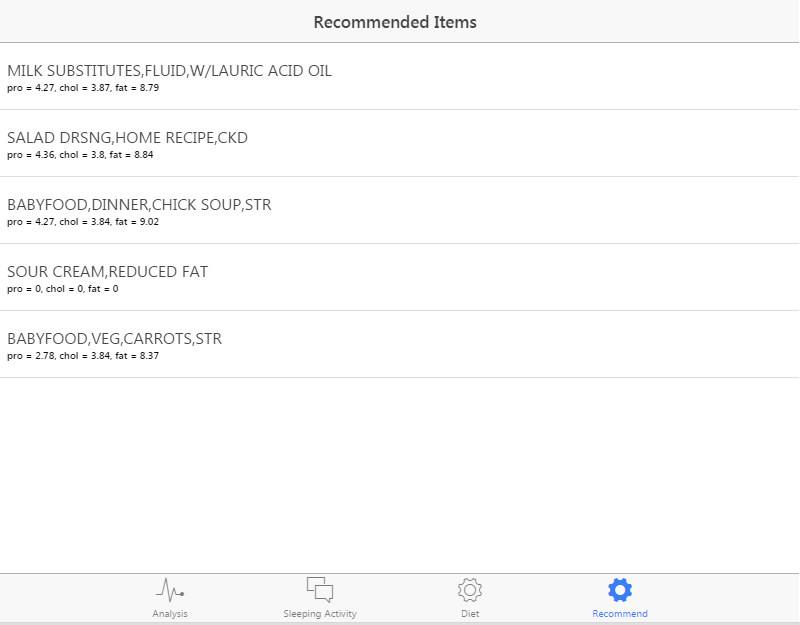 Recommended Items
MILK SUBSTITUTES,FLUID,W/LAURIC ACID OIL
pro = 4.27, chol = 3.87, fat = 8.79
SALAD DRSNG,HOME RECIPE,CKD
pro = 4.36, chol = 3.8, fat = 8.84
BABYFOOD,DINNER,CHICK SOUP,STR
pro = 4.27, chol = 3.84, fat = 9.02
SOUR CREAM,REDUCED FAT
pro = 0, chol = 0, fat = 0
BABYFOOD,VEG,CARROTS,STR
pro = 2.78, chol = 3.84, fat = 8.37
Analysis
Sleeping Activity
Diet
Recommend